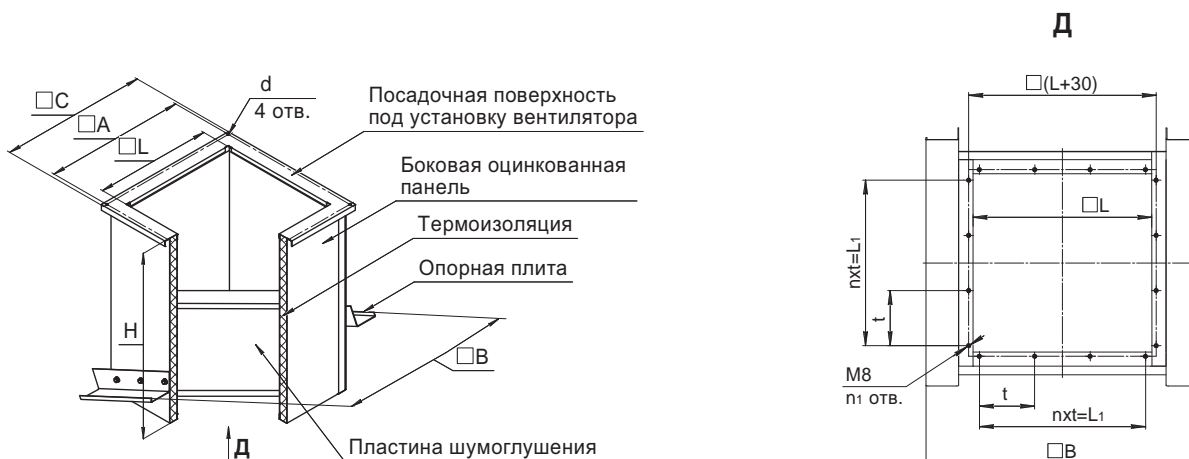 □C
□A
□L
d
4 отв.
Посадочная поверхность
под установку вентилятора
Боковая оцинкованная
панель
Термоизоляция
Опорная плита
H
□B
Д
Пластина шумоглушения
Д
□(L+30)
□L
nxt=L1
t
M8
n1 отв.
t
nxt=L1
□B